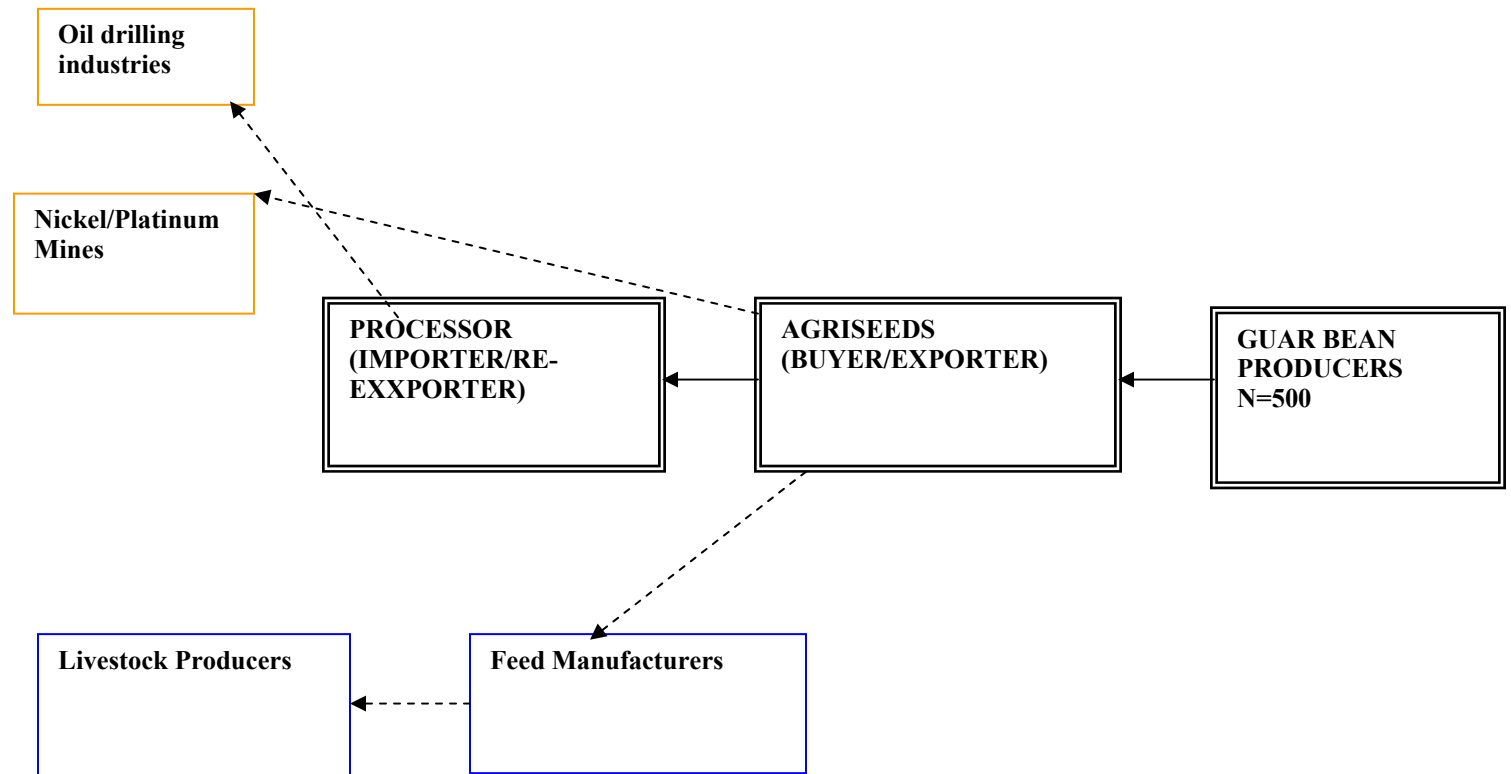 Oil drilling
industries
Nickel/Platinum
Mines
PROCESSOR
(IMPORTER/RE-
EXXPORTER)
AGRISEEDS
(BUYER/EXPORTER)
GUAR BEAN
PRODUCERS
N=500
Livestock Producers
Feed Manufacturers